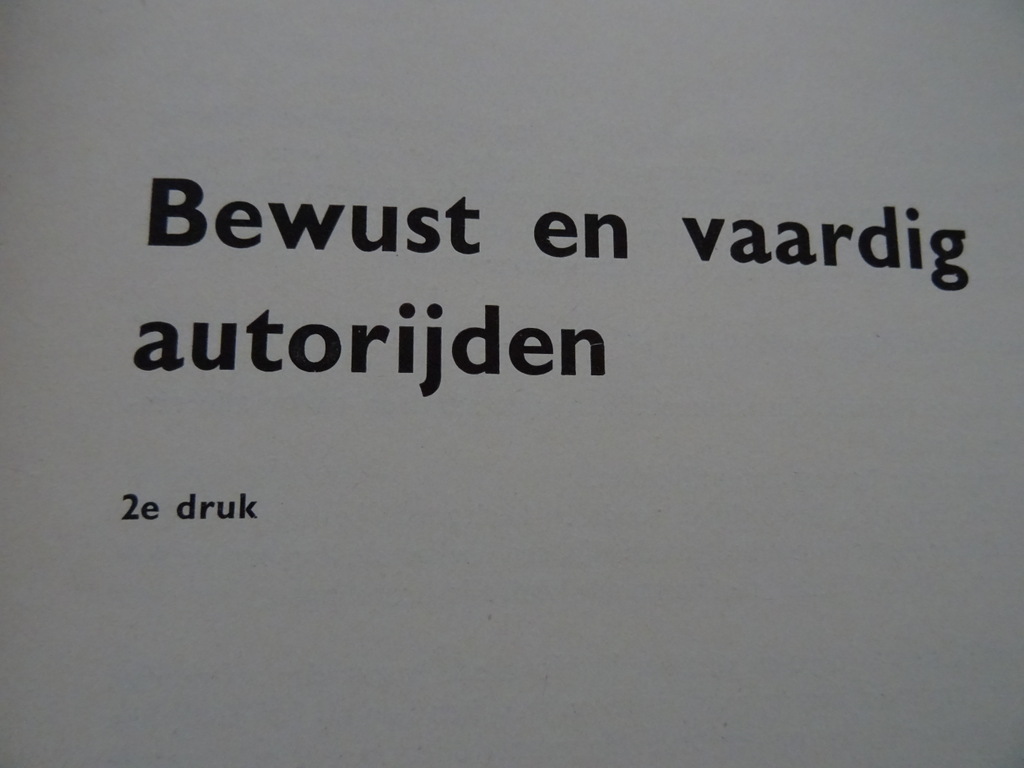 Bewust en vaardig
autorijden
2e druk